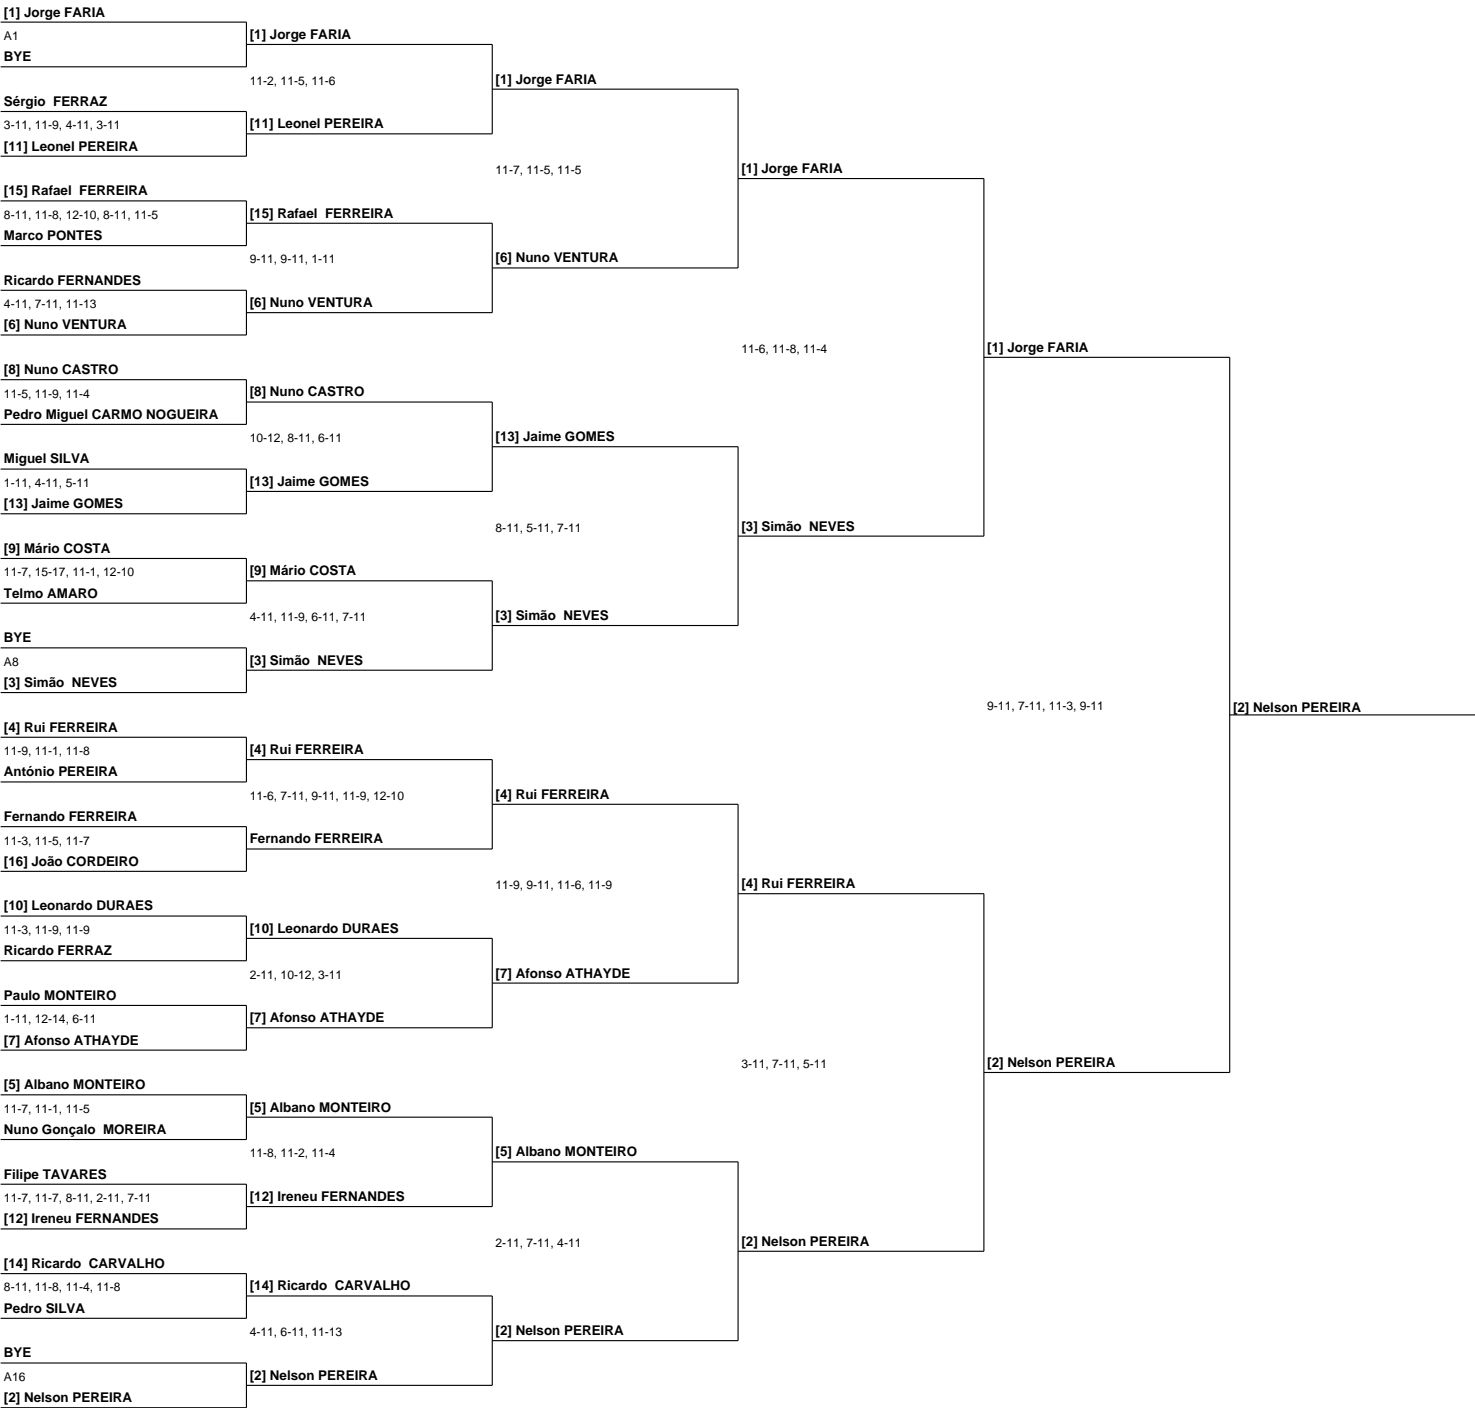 [1] Jorge FARIA
A1
BYE
Sérgio FERRAZ
3-11, 11-9, 4-11, 3-11
[11] Leonel PEREIRA
[15] Rafael FERREIRA
8-11, 11-8, 12-10, 8-11, 11-5
Marco PONTES
Ricardo FERNANDES
4-11, 7-11, 11-13
[6] Nuno VENTURA
[8] Nuno CASTRO
11-5, 11-9, 11-4
Pedro Miguel CARMO NOGUEIRA
Miguel SILVA
1-11, 4-11, 5-11
[13] Jaime GOMES
[9] Mário COSTA
11-7, 15-17, 11-1, 12-10
Telmo AMARO
BYE
A8
[3] Simão NEVES
[4] Rui FERREIRA
11-9, 11-1, 11-8
António PEREIRA
Fernando FERREIRA
11-3, 11-5, 11-7
[16] João CORDEIRO
[10] Leonardo DURAES
11-3, 11-9, 11-9
Ricardo FERRAZ
Paulo MONTEIRO
1-11, 12-14, 6-11
[7] Afonso ATHAYDE
[5] Albano MONTEIRO
11-7, 11-1, 11-5
Nuno Gonçalo MOREIRA
Filipe TAVARES
11-7, 11-7, 8-11, 2-11, 7-11
[12] Ireneu FERNANDES
[14] Ricardo CARVALHO
8-11, 11-8, 11-4, 11-8
Pedro SILVA
BYE
A16
[2] Nelson PEREIRA
[1] Jorge FARIA
11-2, 11-5, 11-6
[11] Leonel PEREIRA
[15] Rafael FERREIRA
9-11, 9-11, 1-11
[6] Nuno VENTURA
[8] Nuno CASTRO
10-12, 8-11, 6-11
[13] Jaime GOMES
[9] Mário COSTA
4-11, 11-9, 6-11, 7-11
[3] Simão NEVES
[4] Rui FERREIRA
11-6, 7-11, 9-11, 11-9, 12-10
Fernando FERREIRA
[10] Leonardo DURAES
2-11, 10-12, 3-11
[7] Afonso ATHAYDE
[5] Albano MONTEIRO
11-8, 11-2, 11-4
[12] Ireneu FERNANDES
[14] Ricardo CARVALHO
4-11, 6-11, 11-13
[2] Nelson PEREIRA
[1] Jorge FARIA
11-7, 11-5, 11-5
[6] Nuno VENTURA
[13] Jaime GOMES
8-11, 5-11, 7-11
[3] Simão NEVES
[4] Rui FERREIRA
11-9, 9-11, 11-6, 11-9
[7] Afonso ATHAYDE
[5] Albano MONTEIRO
2-11, 7-11, 4-11
[2] Nelson PEREIRA
[1] Jorge FARIA
11-6, 11-8, 11-4
[3] Simão NEVES
[4] Rui FERREIRA
3-11, 7-11, 5-11
[2] Nelson PEREIRA
[1] Jorge FARIA
9-11, 7-11, 11-3, 9-11
[2] Nelson PEREIRA
[2] Nelson PEREIRA